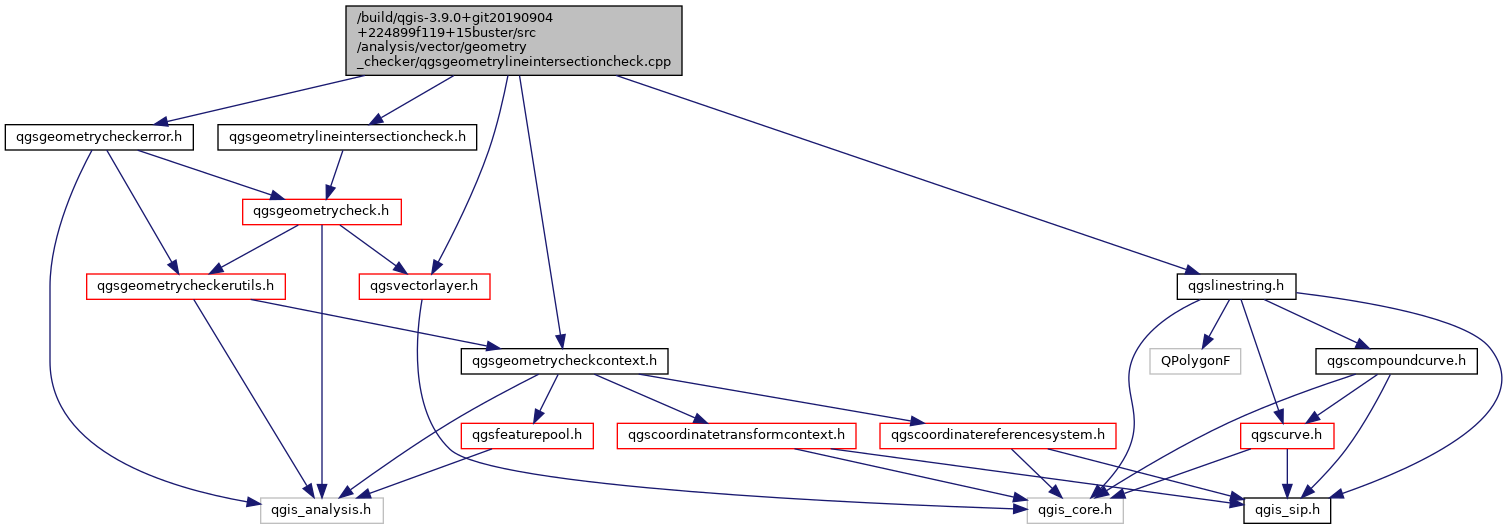 /build/qgis-3.9.0+git20190904
+224899f119+15buster/src
/analysis/vector/geometry
_checker/qgsgeometrylineintersectioncheck.cpp
qgsgeometrycheckerror.h
qgsgeometrylineintersectioncheck.h
qgsgeometrycheck.h
qgsgeometrycheckerutils.h
qgsvectorlayer.h
qgslinestring.h
qgsgeometrycheckcontext.h
QPolygonF
qgscompoundcurve.h
qgsfeaturepool.h
qgscoordinatetransformcontext.h
qgscoordinatereferencesystem.h
qgscurve.h
qgis_analysis.h
qgis_core.h
qgis_sip.h